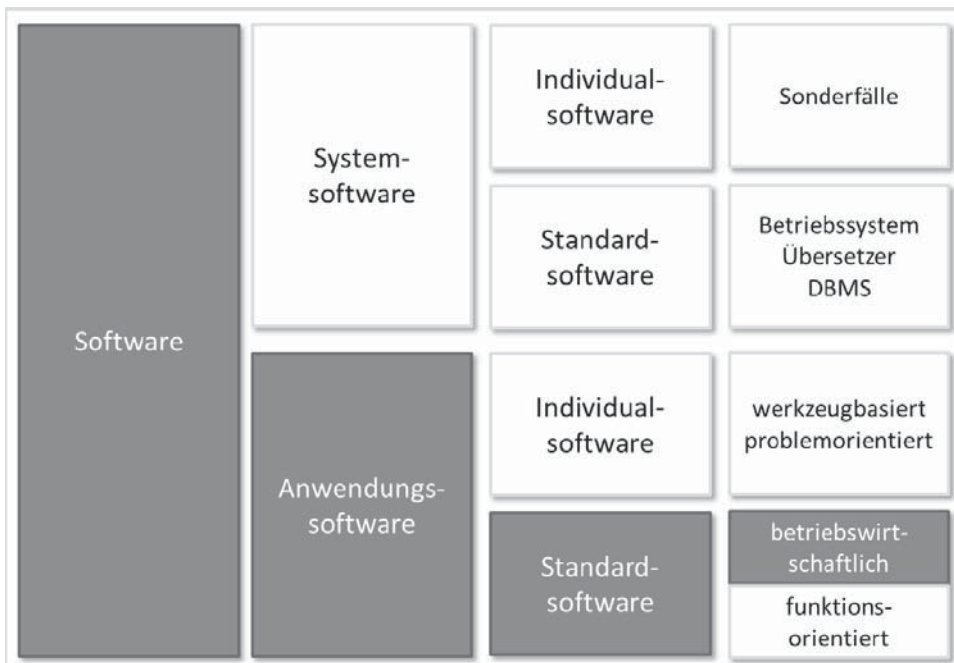 Software
System-
software
Individual-
software
Sonderfälle
Standard-
software
Betriebssystem
Übersetzer
DBMS
Anwendungs-
software
Individual-
software
werkzeugbasiert
problemorientiert
Standard-
software
betriebswirt-
schaftlich
funktions-
orientiert